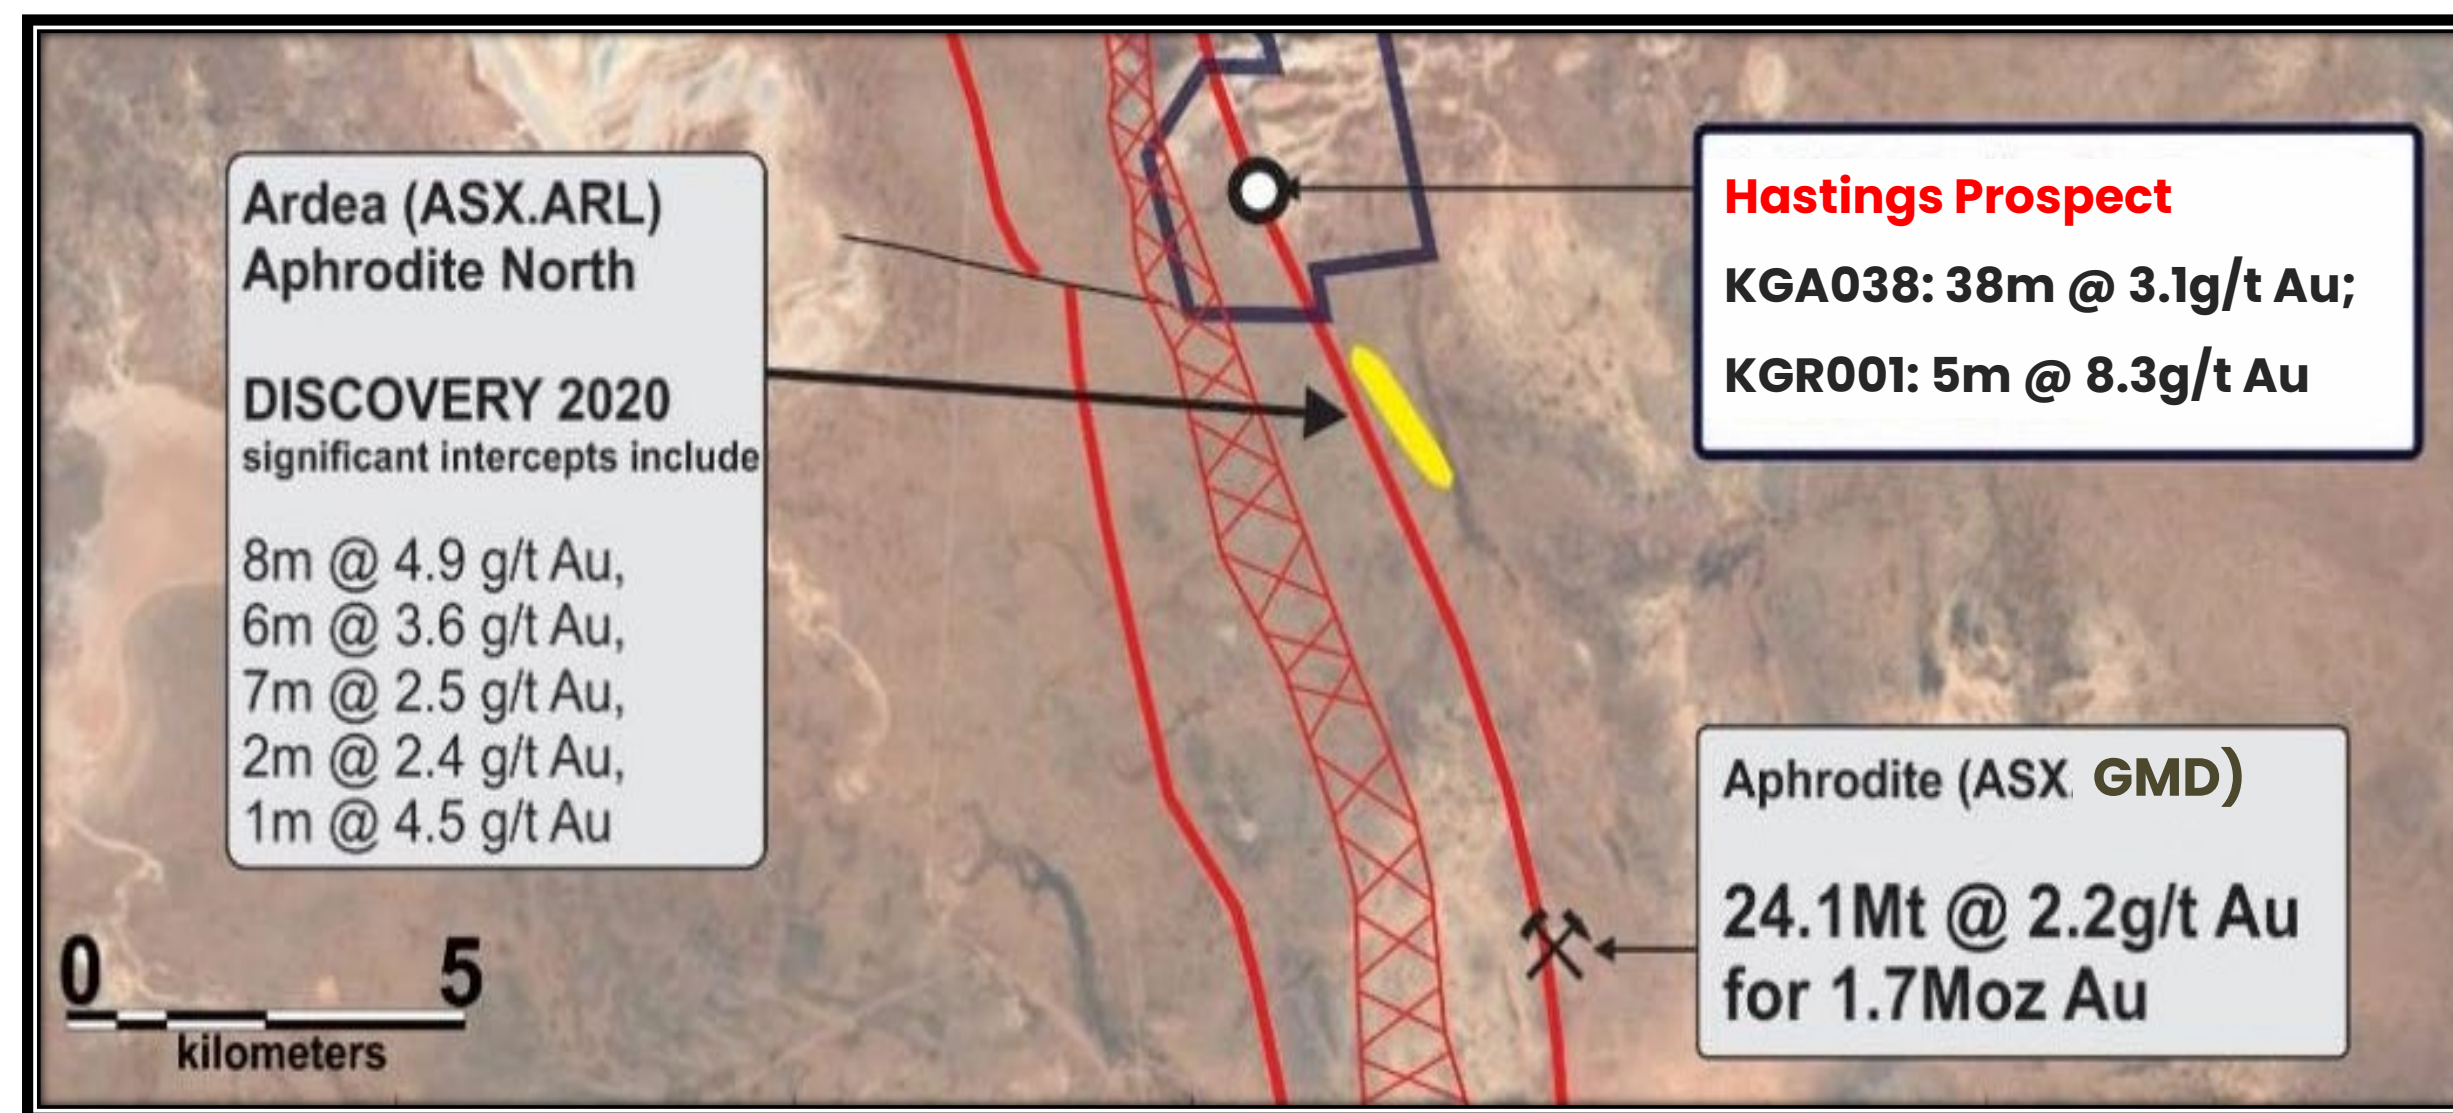 Ardea (ASX.ARL)
Aphrodite North
DISCOVERY 2020
significant intercepts include
8m @ 4.9 g/t Au,
6m @ 3.6 g/t Au,
7m @ 2.5 g/t Au,
2m @ 2.4 g/t Au,
1m @ 4.5 g/t Au
0 5
kilometers
Hastings Prospect
KGA038: 38m @ 3.1g/t Au;
KGR001: 5m @ 8.3g/t Au
Aphrodite (ASX. GMD)
24.1Mt @ 2.2g/t Au
for 1.7Moz Au